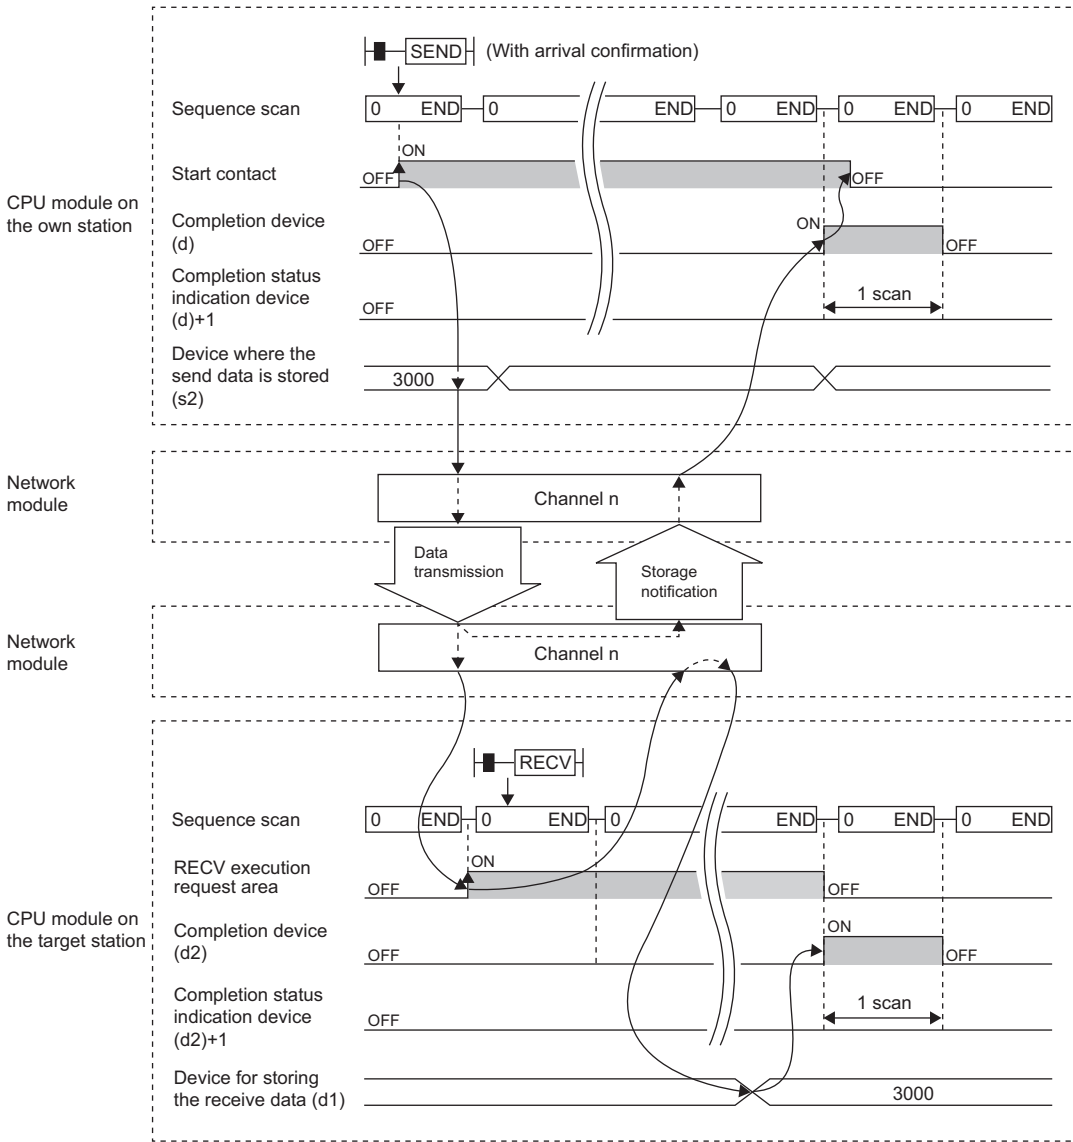 SEND (With arrival confirmation)
Sequence scan
0 END 0 END 0 END 0 END 0 END
CPU module on
the own station
Start contact
OFF ON OFF
Completion device
(d)
OFF ON OFF
Completion status
indication device
(d)+1
OFF
1 scan
Device where the
send data is stored
(s2)
3000
Network
module
Channel n
Data
transmission
Storage
notification
Network
module
Channel n
RECV
Sequence scan
0 END 0 END 0 END 0 END 0 END
CPU module on
the target station
RECV execution
request area
OFF ON OFF
Completion device
(d2)
OFF ON OFF
Completion status
indication device
(d2)+1
OFF
1 scan
Device for storing
the receive data (d1)
3000